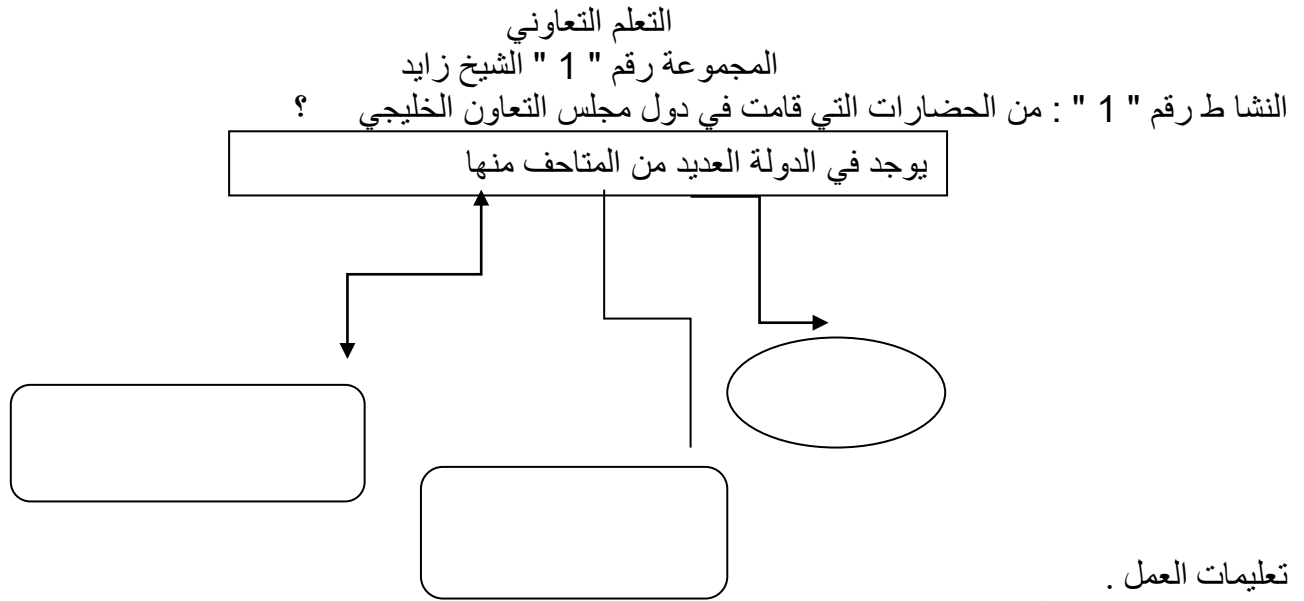 التعلم التعاوني
المجموعة رقم " 1 " الشيخ زايد
النشا ط رقم " 1 " : من الحضارات التي قامت في دول مجلس التعاون الخليجي ؟
يوجد في الدولة العديد من المتاحف منها
تعليمات العمل .